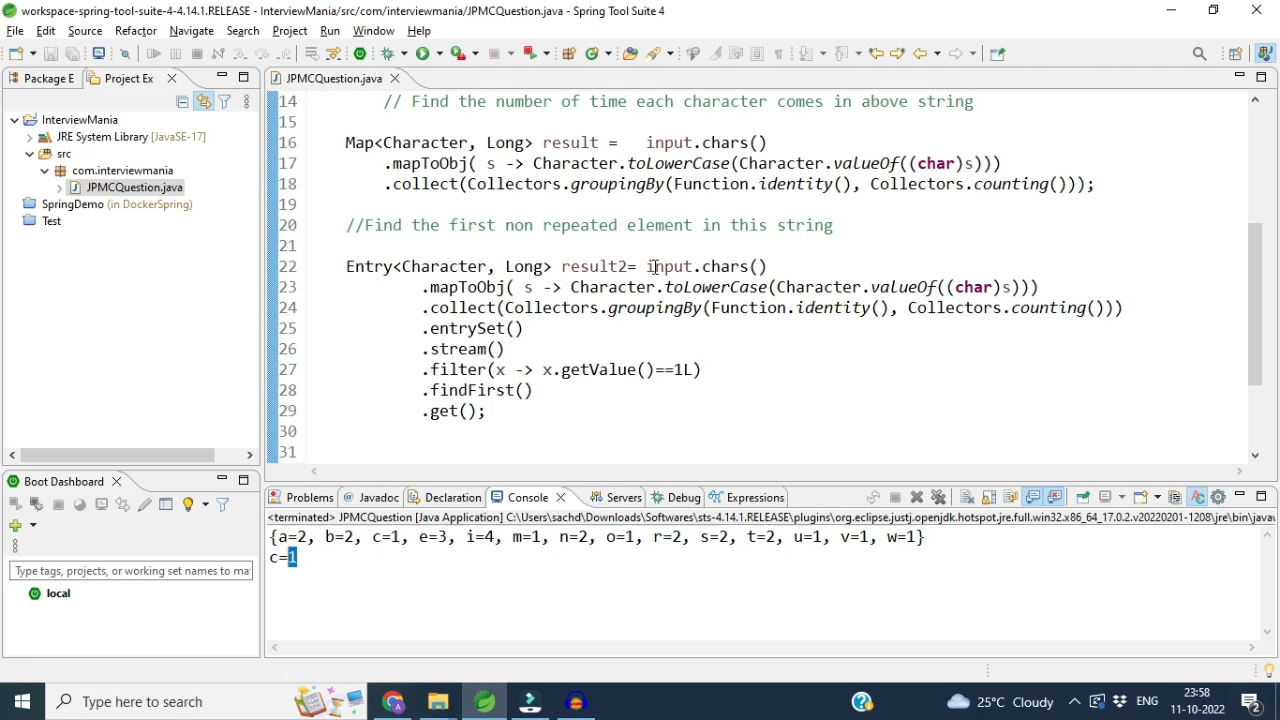 workspace-spring-tool-suite-4-4.14.1.RELEASE - InterviewMania/src/com/interviewmania/JPMCQuestion.java - Spring Tool Suite 4
File Edit Source Refactor Navigate Search Project Run Window Help
Package E Project Ex
JPMCQuestion.java
InterviewMania
JRE System Library [JavaSE-17]
src
com.interviewmania
JPMCQuestion.java
SpringDemo (in DockerSpring)
Test
14 // Find the number of time each character comes in above string
15
16 Map<Character, Long> result = input.chars()
17 .mapToObj( s -> Character.toLowerCase(Character.valueOf((char)s)))
18 .collect(Collectors.groupingBy(Function.identity(), Collectors.counting()));
19
20 //Find the first non repeated element in this string
21
22 Entry<Character, Long> result2= input.chars()
23 .mapToObj( s -> Character.toLowerCase(Character.valueOf((char)s)))
24 .collect(Collectors.groupingBy(Function.identity(), Collectors.counting()))
25 .entrySet()
26 .stream()
27 .filter(x -> x.getValue()==1L)
28 .findFirst()
29 .get();
30
31
Boot Dashboard
Type tags, projects, or working set names to ma
local
Problems Javadoc Declaration Console Servers Debug Expressions
<terminated> JPMCQuestion [Java Application] C:\Users\sachd\Downloads\Softwares\sts-4.14.1.RELEASE\plugins\org.eclipse.justj.openjdk.hotspot.jre.full.win32.x86_64_17.0.2.v20220201-1208\jre\bin\javaw
{a=2, b=2, c=1, e=3, i=4, m=1, n=2, o=1, r=2, s=2, t=2, u=1, v=1, w=1}
c=1
Type here to search
25°C Cloudy
ENG
23:58
11-10-2022
2